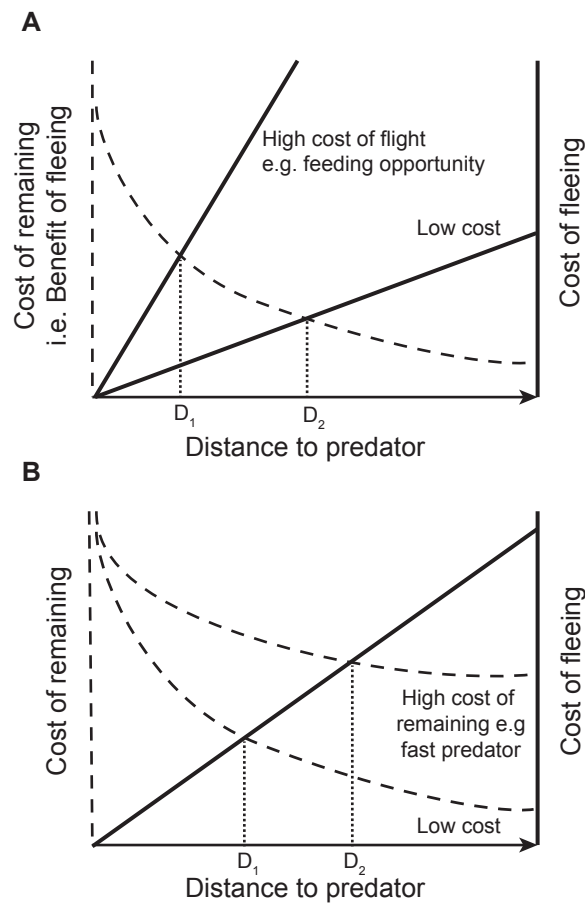 A
Cost of remaining
i.e. Benefit of fleeing
High cost of flight
e.g. feeding opportunity
Low cost
Cost of fleeing
D1
D2
Distance to predator
B
Cost of remaining
High cost of
remaining e.g
fast predator
Low cost
Cost of fleeing
D1
D2
Distance to predator